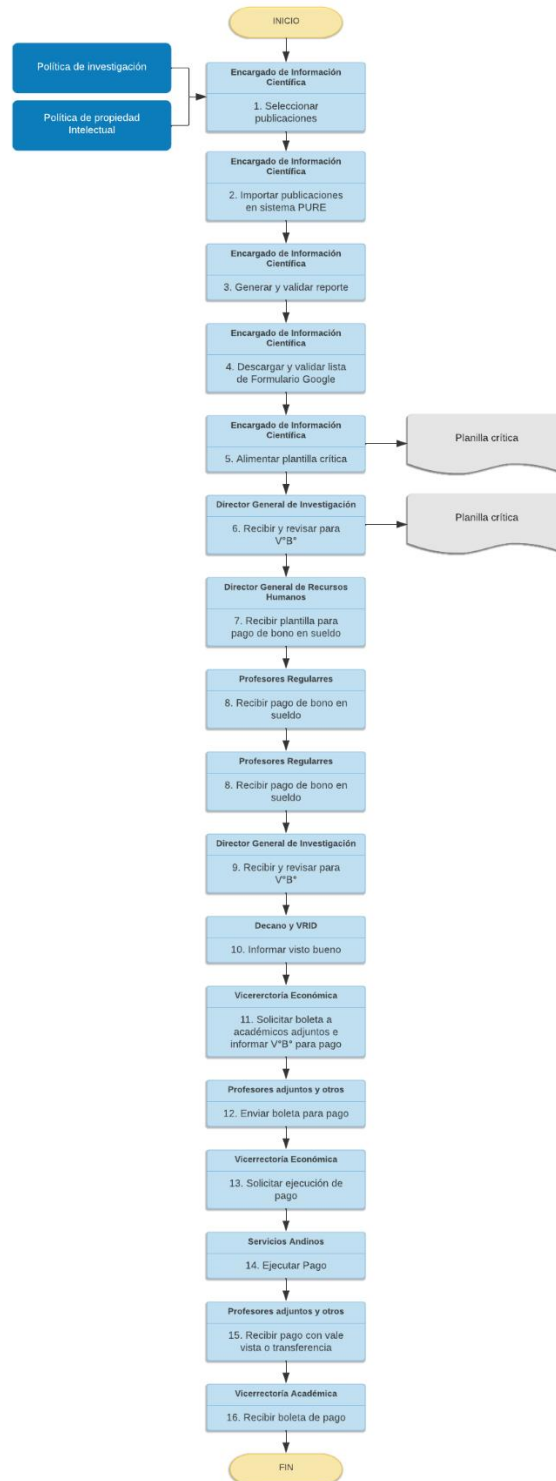 INICIO
Política de investigación
Política de propiedad
Intelectual
Encargado de Información
Científica
1. Seleccionar
publicaciones
Encargado de Información
Científica
2. Importar publicaciones
en sistema PURE
Encargado de Información
Científica
3. Generar y validar reporte
Encargado de Información
Científica
4. Descargar y validar lista
de Formulario Google
Encargado de Información
Científica
5. Alimentar plantilla crítica
Planilla crítica
Director General de Investigación
6. Recibir y revisar para
V°B°
Planilla crítica
Director General de Recursos
Humanos
7. Recibir plantilla para
pago de bono en sueldo
Profesores Regularres
8. Recibir pago de bono en
sueldo
Profesores Regularres
8. Recibir pago de bono en
sueldo
Director General de Investigación
9. Recibir y revisar para
V°B°
Decano y VRID
10. Informar visto bueno
Vicererctoría Económica
11. Solicitar boleta a
académicos adjuntos e
informar V°B° para pago
Profesores adjuntos y otros
12. Enviar boleta para pago
Vicerrectoría Económica
13. Solicitar ejecución de
pago
Servicios Andinos
14. Ejecutar Pago
Profesores adjuntos y otros
15. Recibir pago con vale
vista o transferencia
Vicerrectoría Académica
16. Recibir boleta de pago
FIN